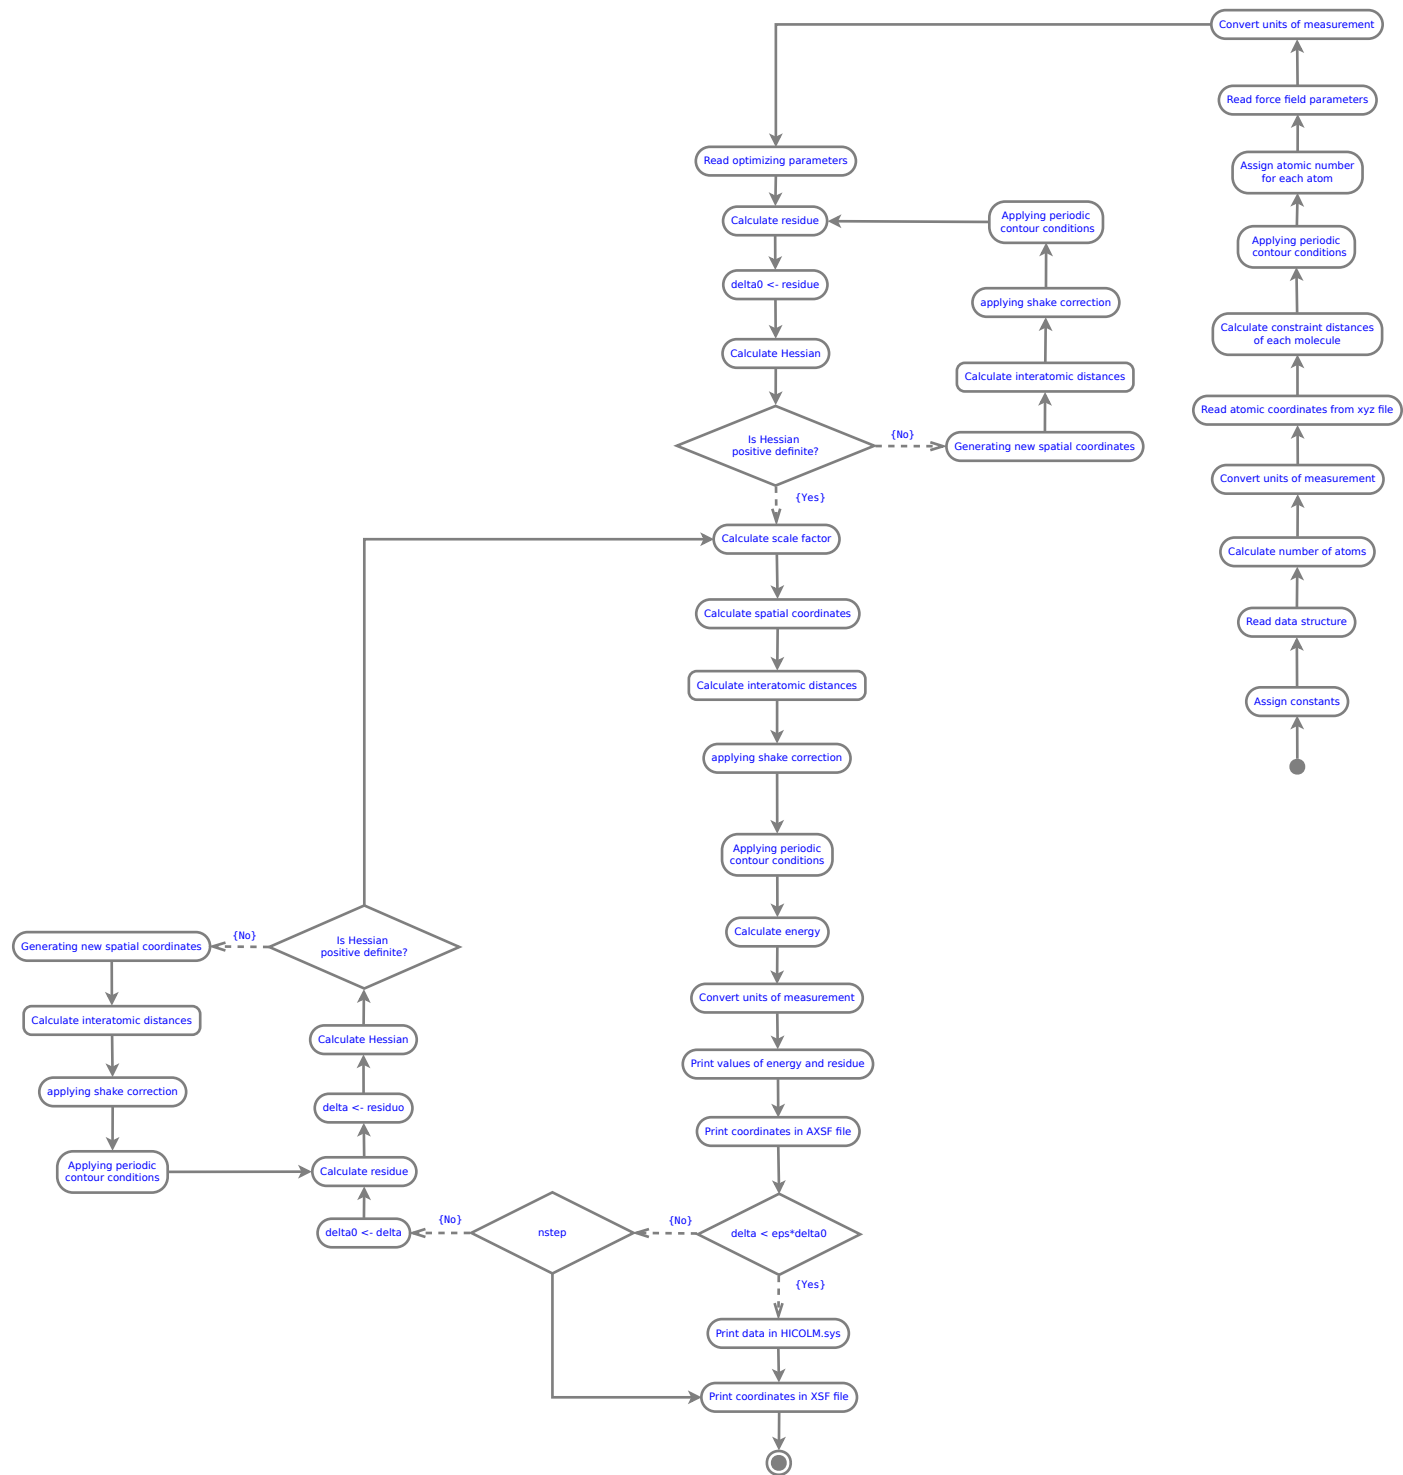 Convert units of measurement
Read force field parameters
Assign atomic number
for each atom
Applying periodic
contour conditions
Calculate constraint distances
of each molecule
Read atomic coordinates from xyz file
Convert units of measurement
Calculate number of atoms
Read data structure
Assign constants
Read optimizing parameters
Calculate residue
delta0 <- residue
Calculate Hessian
Is Hessian
positive definite?
{No}
{Yes}
Applying periodic
contour conditions
applying shake correction
Calculate interatomic distances
Generating new spatial coordinates
Calculate scale factor
Calculate spatial coordinates
Calculate interatomic distances
applying shake correction
Applying periodic
contour conditions
Calculate energy
Convert units of measurement
Print values of energy and residue
Print coordinates in AXSF file
delta < eps*delta0
{No}
{Yes}
nstep
{No}
Print data in HICOLM.sys
Print coordinates in XSF file
Is Hessian
positive definite?
{No}
Calculate Hessian
delta <- residuo
Calculate residue
delta0 <- delta
Generating new spatial coordinates
Calculate interatomic distances
applying shake correction
Applying periodic
contour conditions